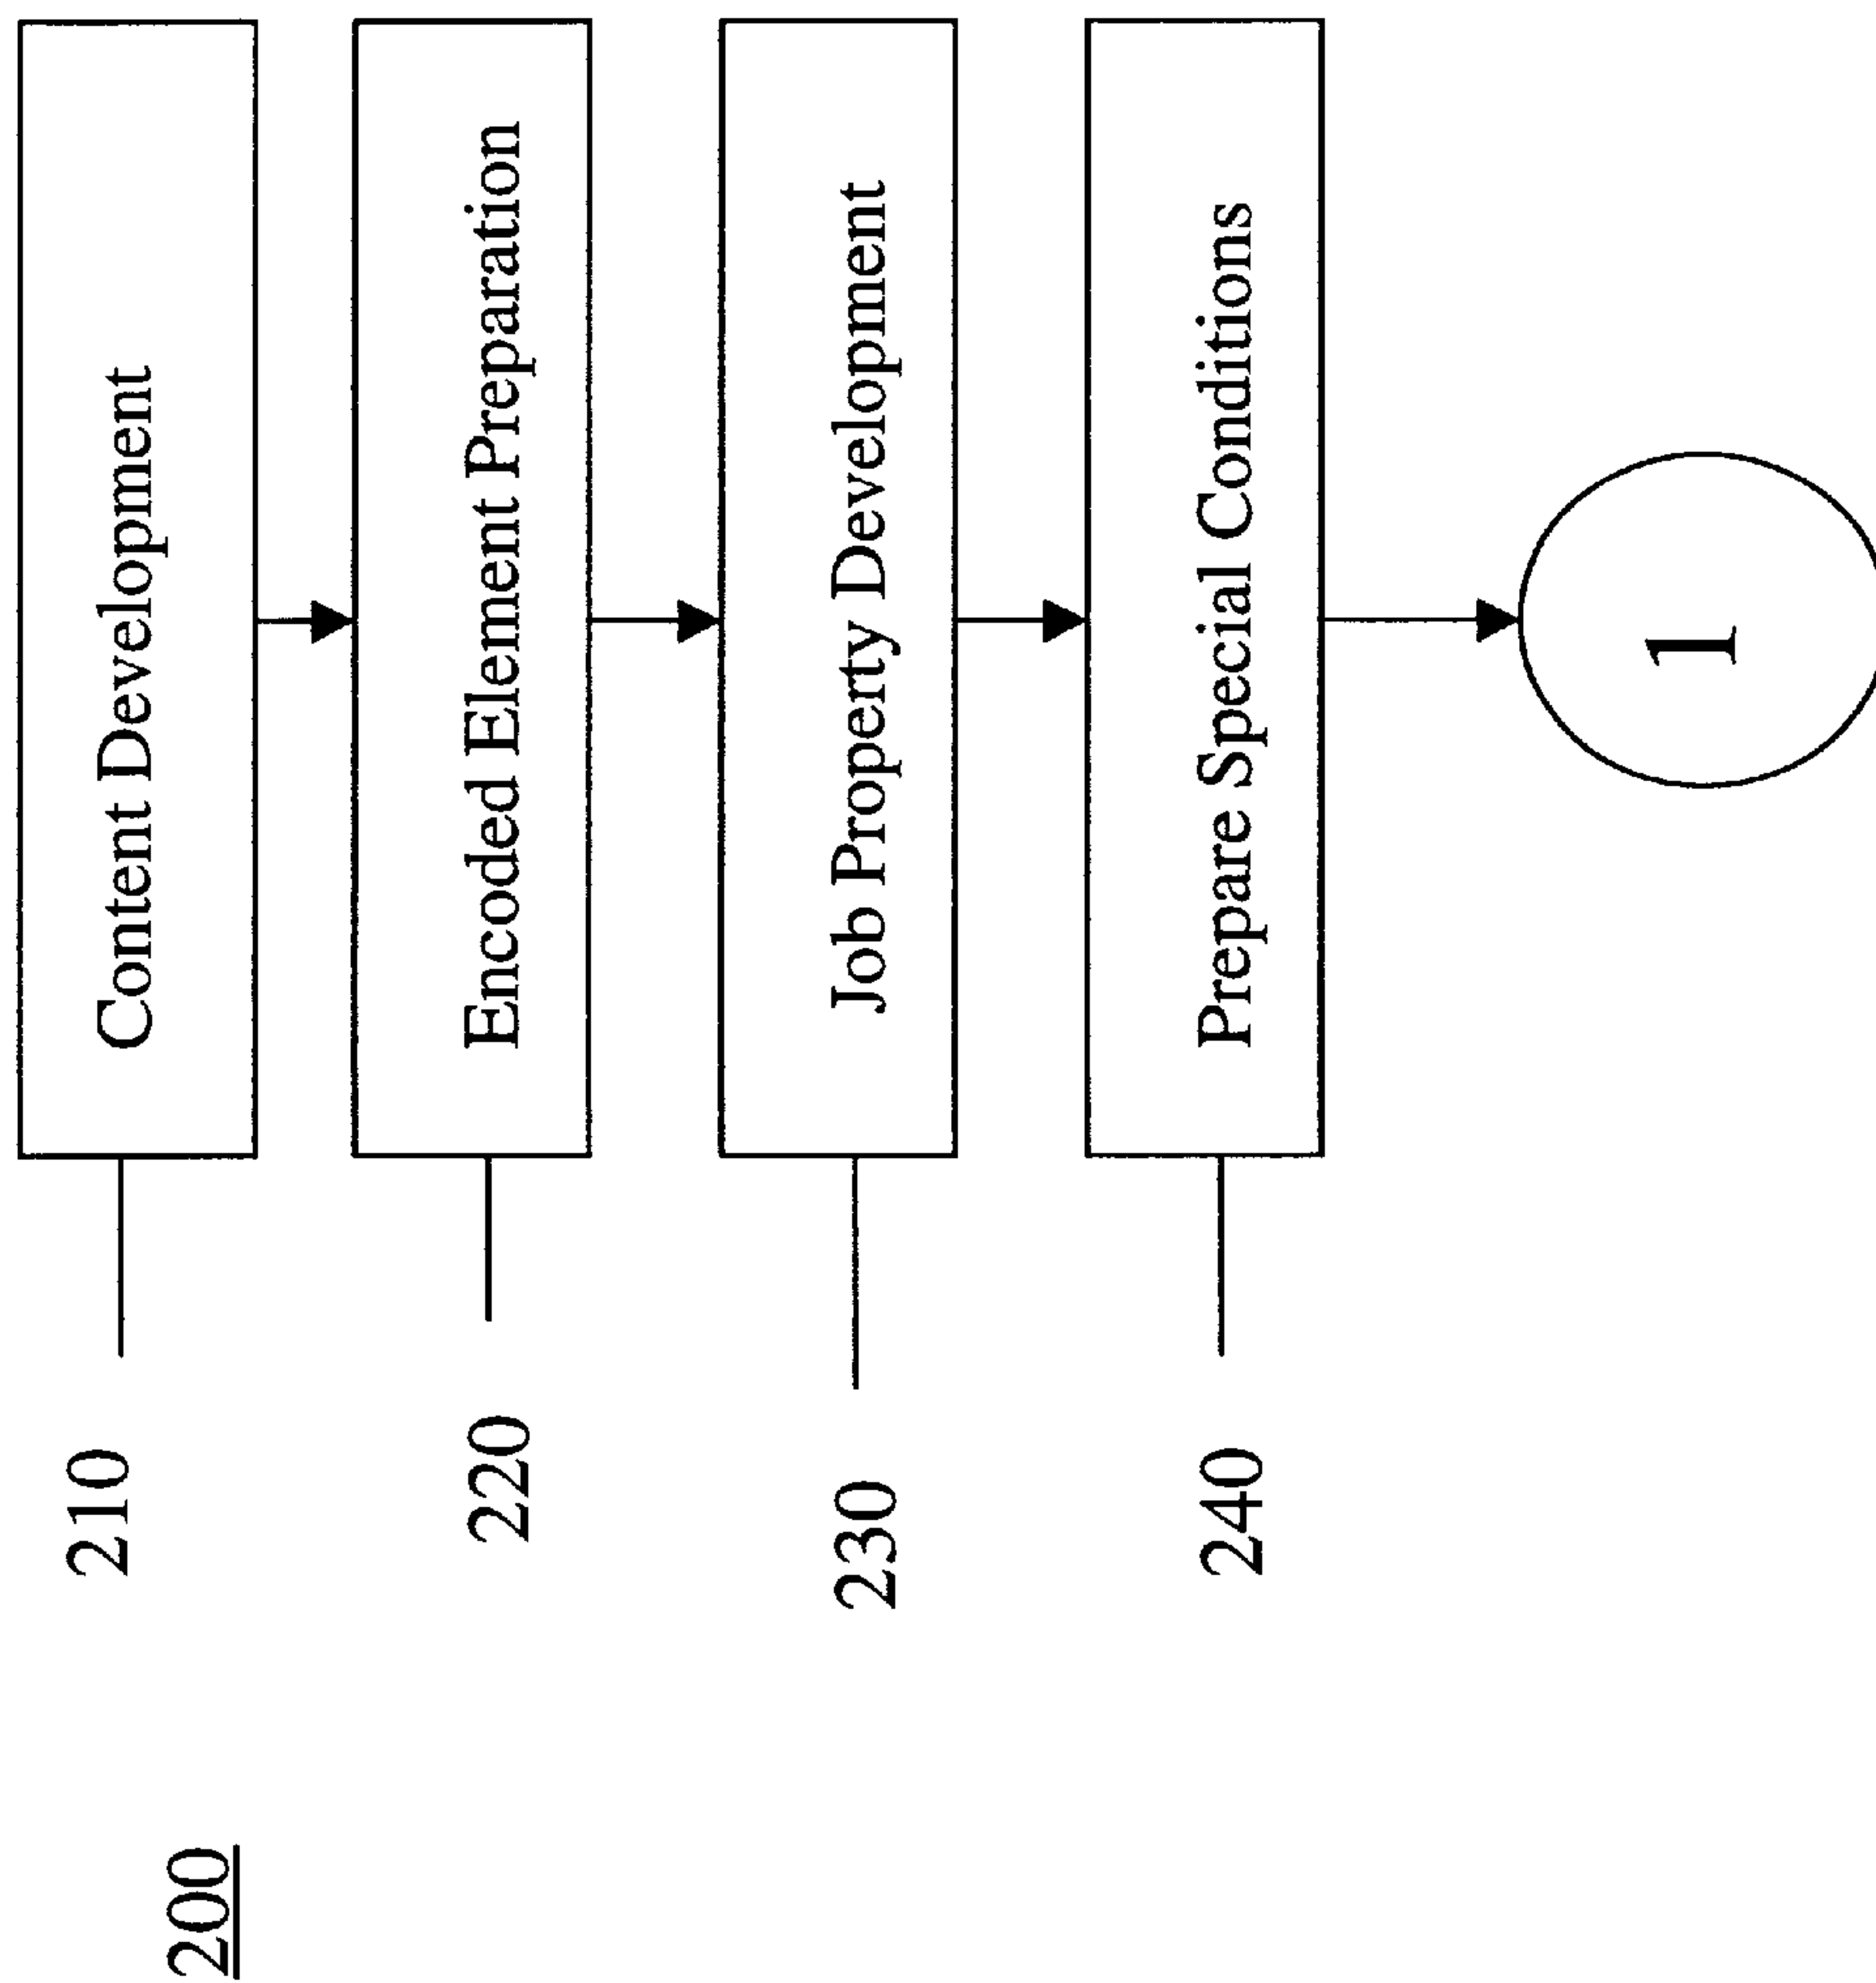 200
210
Content Development
220
Encoded Element Preparation
230
Job Property Development
240
Prepare Special Conditions
1